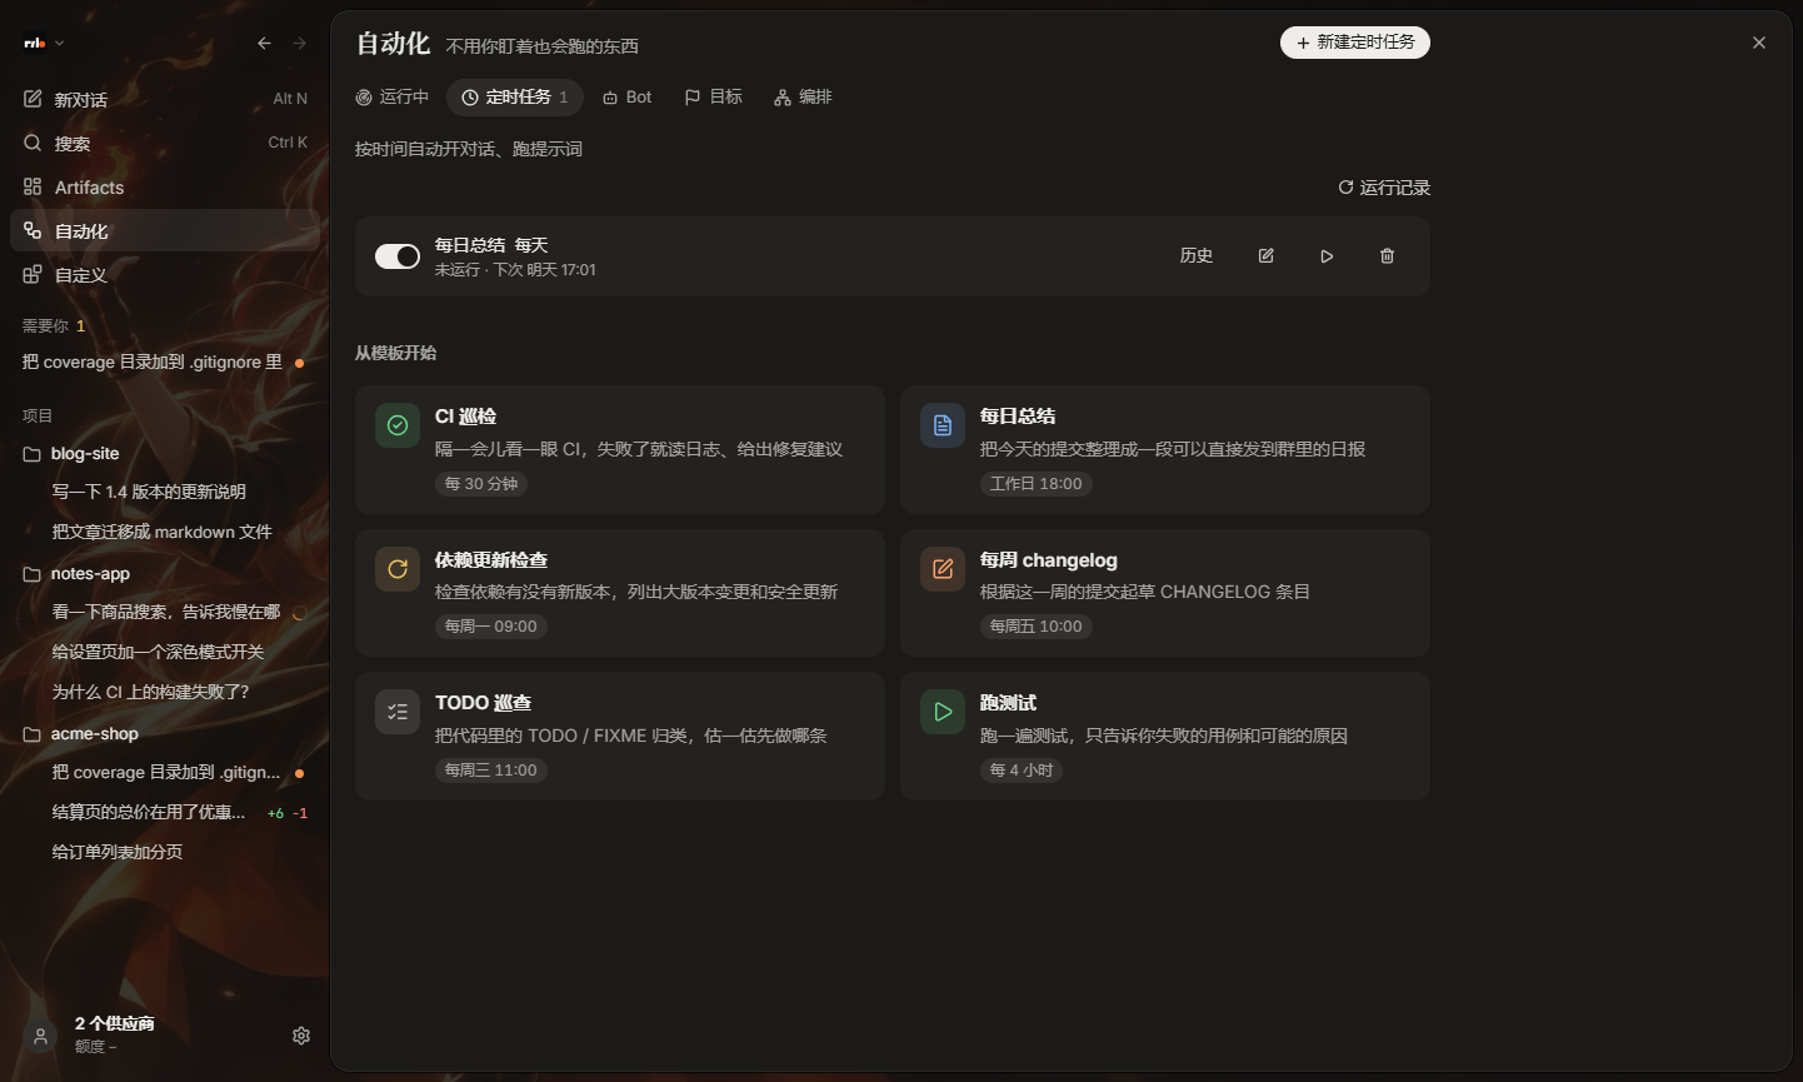 新对话
Alt N
搜索
Ctrl K
Artifacts
自动化
自定义
需要你 1
把 coverage 目录加到 .gitignore 里
项目
blog-site
写一下 1.4 版本的更新说明
把文章迁移成 markdown 文件
notes-app
看一下商品搜索，告诉我慢在哪
给设置页加一个深色模式开关
为什么 CI 上的构建失败了?
acme-shop
把 coverage 目录加到 .gitign...
结算页的总价在用了优惠... +6 -1
给订单列表加分页
2 个供应商
额度 –
自动化 不用你盯着也会跑的东西
+ 新建定时任务
运行中
定时任务 1
Bot
目标
编排
按时间自动开对话、跑提示词
运行记录
每日总结 每天
未运行 · 下次 明天 17:01
历史
从模板开始
CI 巡检
隔一会儿看一眼 CI，失败了就读日志、给出修复建议
每 30 分钟
每日总结
把今天的提交整理成一段可以直接发到群里的日报
工作日 18:00
依赖更新检查
检查依赖有没有新版本，列出大版本变更和安全更新
每周一 09:00
每周 changelog
根据这一周的提交起草 CHANGELOG 条目
每周五 10:00
TODO 巡查
把代码里的 TODO / FIXME 归类，估一估先做哪条
每周三 11:00
跑测试
跑一遍测试，只告诉你失败的用例和可能的原因
每 4 小时